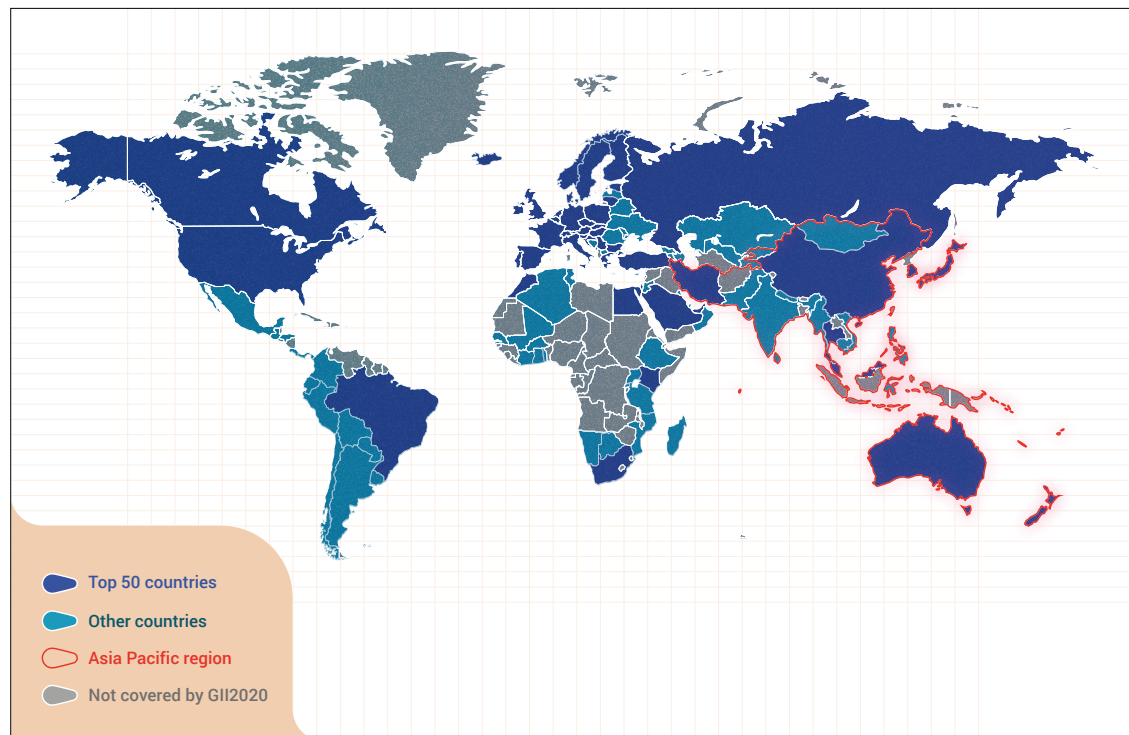 Top 50 countries
Other countries
Asia Pacific region
Not covered by GII2020